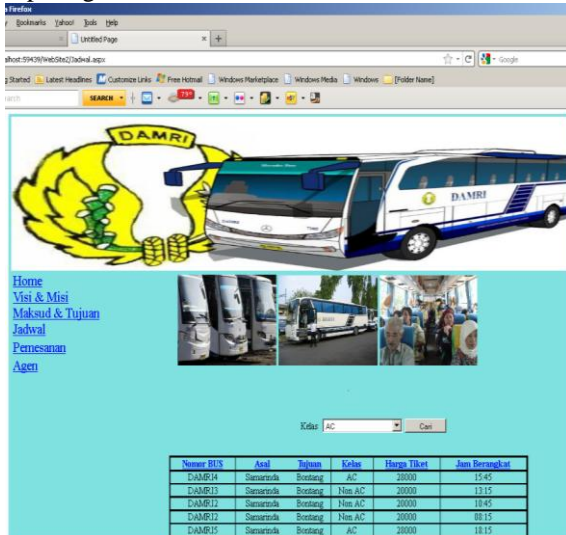 Firefox
Bookmarks Yahoo! Tools Help
Untitled Page × +
alhost:59439/WebSite2/Jadwal.aspx
C Google
Started Latest Headlines Customize Links Free Hotmail Windows Marketplace Windows Media Windows [Folder Name]
SEARCH 79°
DAMRI
DAMRI
Home
Visi & Misi
Maksud & Tujuan
Jadwal
Pemesanan
Agen
Kelas AC Cari
Nomor BUS Asal Tujuan Kelas Harga Tiket Jam Berangkat
DAMRI4 Samarinda Bontang AC 28000 15:45
DAMRI3 Samarinda Bontang Non AC 20000 13:15
DAMRI2 Samarinda Bontang Non AC 20000 10:45
DAMRI2 Samarinda Bontang Non AC 20000 08:15
DAMRI5 Samarinda Bontang AC 28000 18:15